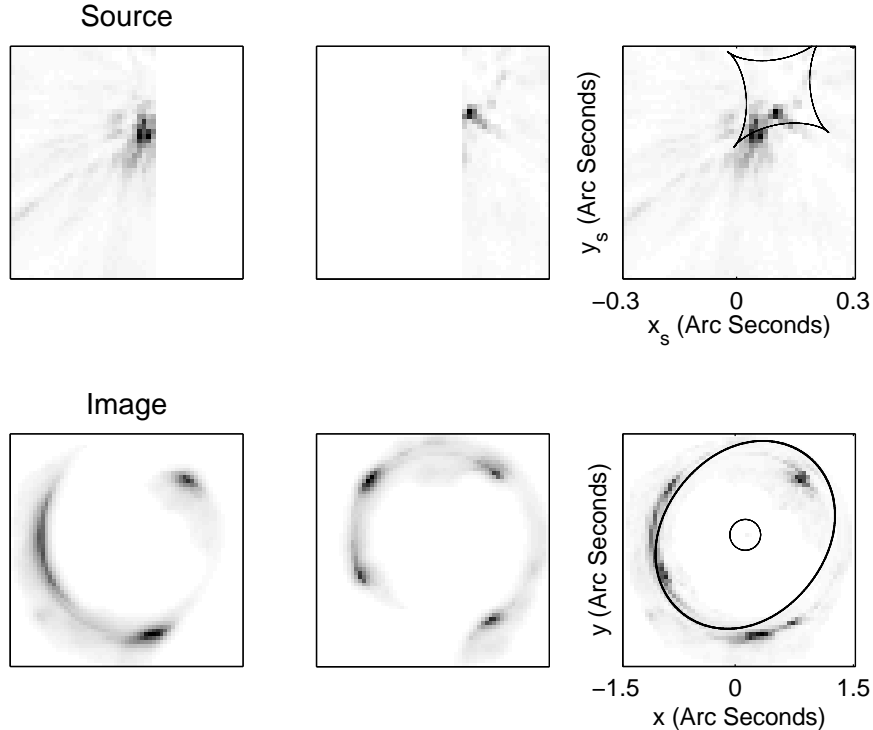 Source
y_s (Arc Seconds)
−0.3 0 0.3
x_s (Arc Seconds)
Image
y (Arc Seconds)
−1.5 0 1.5
x (Arc Seconds)